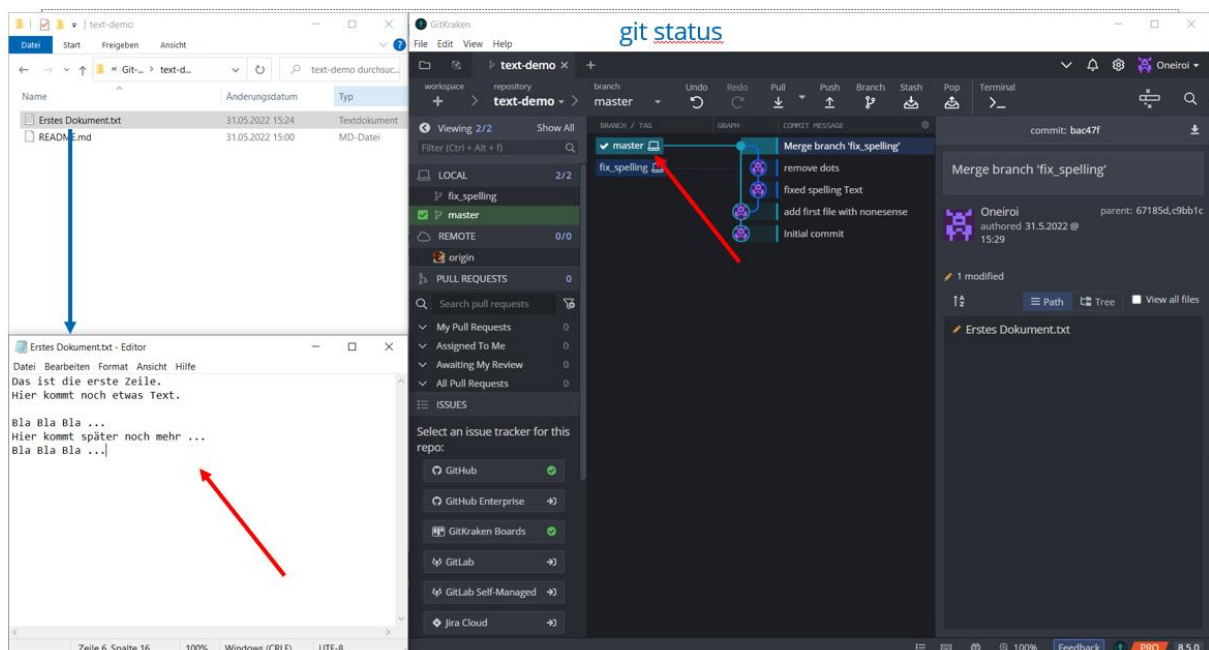 git status
text-demo
Datei Start Freigeben Ansicht
« Git-... > text-d...
text-demo durchsuc...
Name Änderungsdatum Typ
Erstes Dokument.txt 31.05.2022 15:24 Textdokument
README.md 31.05.2022 15:00 MD-Datei
Erstes Dokument.txt - Editor
Datei Bearbeiten Format Ansicht Hilfe
Das ist die erste Zeile.
Hier kommt noch etwas Text.
Bla Bla Bla ...
Hier kommt später noch mehr ...
Bla Bla Bla ...
Zeile 6, Spalte 16 100% Windows (CRLF) UTF-8
GitKraken
File Edit View Help
text-demo
Oneiroi
workspace repository branch Undo Redo Pull Push Branch Stash Pop Terminal
text-demo master
Viewing 2/2 Show All
Filter (Ctrl + Alt + f)
LOCAL 2/2
fix_spelling
master
REMOTE 0/0
origin
PULL REQUESTS 0
Search pull requests
My Pull Requests 0
Assigned To Me 0
Awaiting My Review 0
All Pull Requests 0
ISSUES
Select an issue tracker for this
repo:
GitHub
GitHub Enterprise
GitKraken Boards
GitLab
GitLab Self-Managed
Jira Cloud
BRANCH / TAG GRAPH COMMIT MESSAGE
master Merge branch 'fix_spelling'
fix_spelling remove dots
fixed spelling Text
add first file with nonesense
Initial commit
commit: bac47f
Merge branch 'fix_spelling'
Oneiroi parent: 67185d,c9bb1c
authored 31.5.2022 @
15:29
1 modified
Path Tree View all files
Erstes Dokument.txt
100% Feedback PRO 8.5.0